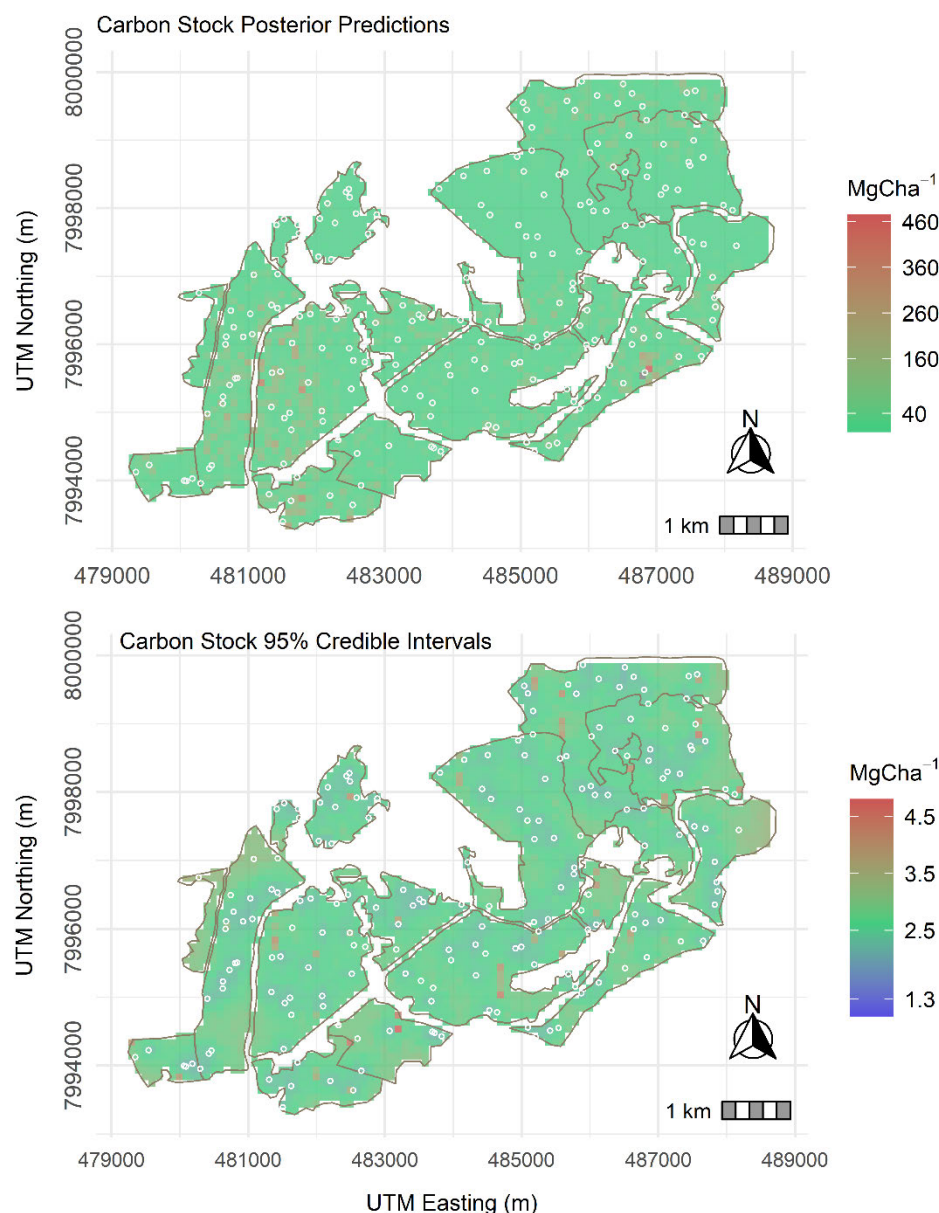 Carbon Stock Posterior Predictions
8000000
7998000
7996000
7994000
UTM Northing (m)
MgCha⁻¹
460
360
260
160
40
N
1 km
479000 481000 483000 485000 487000 489000
Carbon Stock 95% Credible Intervals
8000000
7998000
7996000
7994000
UTM Northing (m)
MgCha⁻¹
4.5
3.5
2.5
1.3
N
1 km
479000 481000 483000 485000 487000 489000
UTM Easting (m)